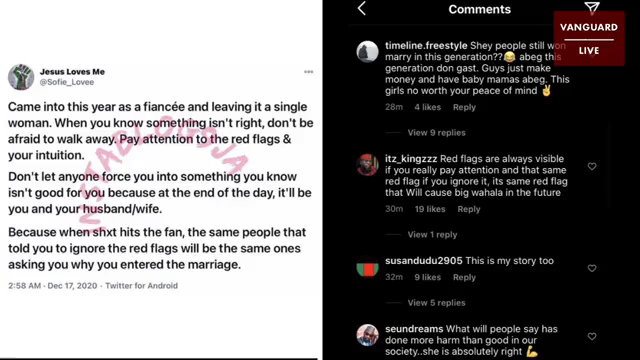 Jesus Loves Me
@Sofie_Lovee
Came into this year as a fiancée and leaving it a single
woman. When you know something isn't right, don't be
afraid to walk away. Pay attention to the red flags &
your intuition.
Don't let anyone force you into something you know
isn't good for you because at the end of the day, it'll be
you and your husband/wife.
Because when shxt hits the fan, the same people that
told you to ignore the red flags will be the same ones
asking you why you entered the marriage.
2:58 AM · Dec 17, 2020 · Twitter for Android
INSTABLOG9JA
Comments
VANGUARD
LIVE
timeline.freestyle Shey people still won
marry in this generation??😂 abeg this
generation don gast. Guys just make
money and have baby mamas abeg. This
girls no worth your peace of mind ✌
28m 4 likes Reply
View 9 replies
itz_kingzzz Red flags are always visible
if you really pay attention and that same
red flag if you ignore it, its same red flag
that Will cause big wahala in the future
30m 19 likes Reply
View 1 reply
susandudu2905 This is my story too
32m 9 likes Reply
View 5 replies
seundreams What will people say has
done more harm than good in our
society..she is absolutely right 💪